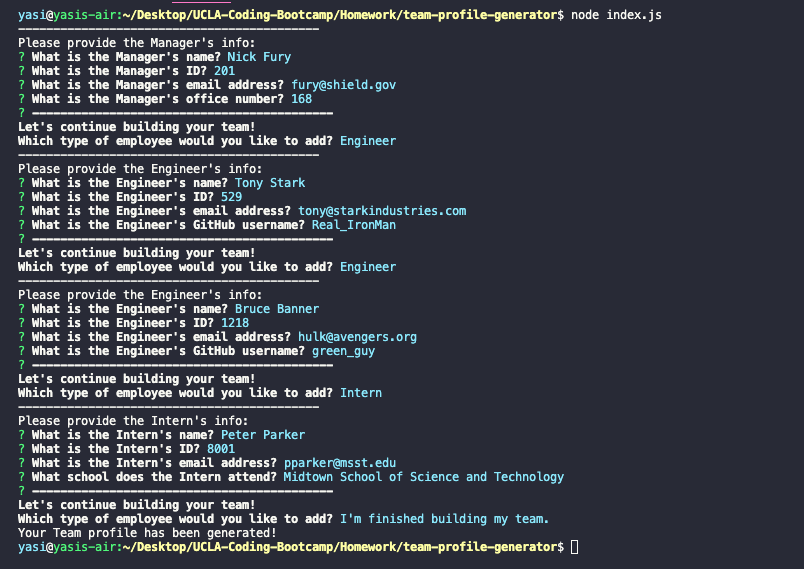 yasi@yasis-air:~/Desktop/UCLA-Coding-Bootcamp/Homework/team-profile-generator$ node index.js
-------------------------------------------
Please provide the Manager's info:
? What is the Manager's name? Nick Fury
? What is the Manager's ID? 201
? What is the Manager's email address? fury@shield.gov
? What is the Manager's office number? 168
? -------------------------------------------
Let's continue building your team!
Which type of employee would you like to add? Engineer
-------------------------------------------
Please provide the Engineer's info:
? What is the Engineer's name? Tony Stark
? What is the Engineer's ID? 529
? What is the Engineer's email address? tony@starkindustries.com
? What is the Engineer's GitHub username? Real_IronMan
? -------------------------------------------
Let's continue building your team!
Which type of employee would you like to add? Engineer
-------------------------------------------
Please provide the Engineer's info:
? What is the Engineer's name? Bruce Banner
? What is the Engineer's ID? 1218
? What is the Engineer's email address? hulk@avengers.org
? What is the Engineer's GitHub username? green_guy
? -------------------------------------------
Let's continue building your team!
Which type of employee would you like to add? Intern
-------------------------------------------
Please provide the Intern's info:
? What is the Intern's name? Peter Parker
? What is the Intern's ID? 8001
? What is the Intern's email address? pparker@msst.edu
? What school does the Intern attend? Midtown School of Science and Technology
? -------------------------------------------
Let's continue building your team!
Which type of employee would you like to add? I'm finished building my team.
Your Team profile has been generated!
yasi@yasis-air:~/Desktop/UCLA-Coding-Bootcamp/Homework/team-profile-generator$